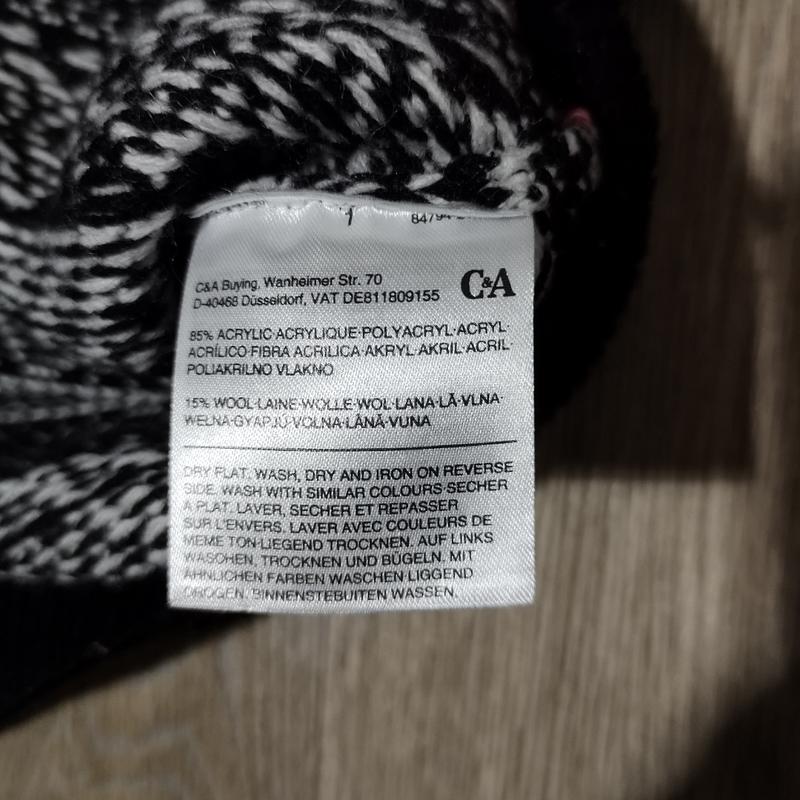 C&A Buying, Wanheimer Str. 70
D-40468 Düsseldorf, VAT DE811809155
C&A
85% ACRYLIC·ACRYLIQUE·POLYACRYL·ACRYL·
ACRÍLICO·FIBRA ACRILICA·AKRYL·AKRIL·ACRIL·
POLIAKRILNO VLAKNO
15% WOOL·LAINE·WOLLE·WOL·LANA·LÃ·VLNA·
WEŁNA·GYAPJÚ·VOLNA·LÂNĂ·VUNA
DRY FLAT. WASH, DRY AND IRON ON REVERSE
SIDE. WASH WITH SIMILAR COLOURS·SECHER
A PLAT. LAVER, SECHER ET REPASSER
SUR L'ENVERS. LAVER AVEC COULEURS DE
MEME TON·LIEGEND TROCKNEN. AUF LINKS
WASCHEN, TROCKNEN UND BÜGELN. MIT
ÄHNLICHEN FARBEN WASCHEN·LIGGEND
DROGEN. BINNENSTEBUITEN WASSEN.